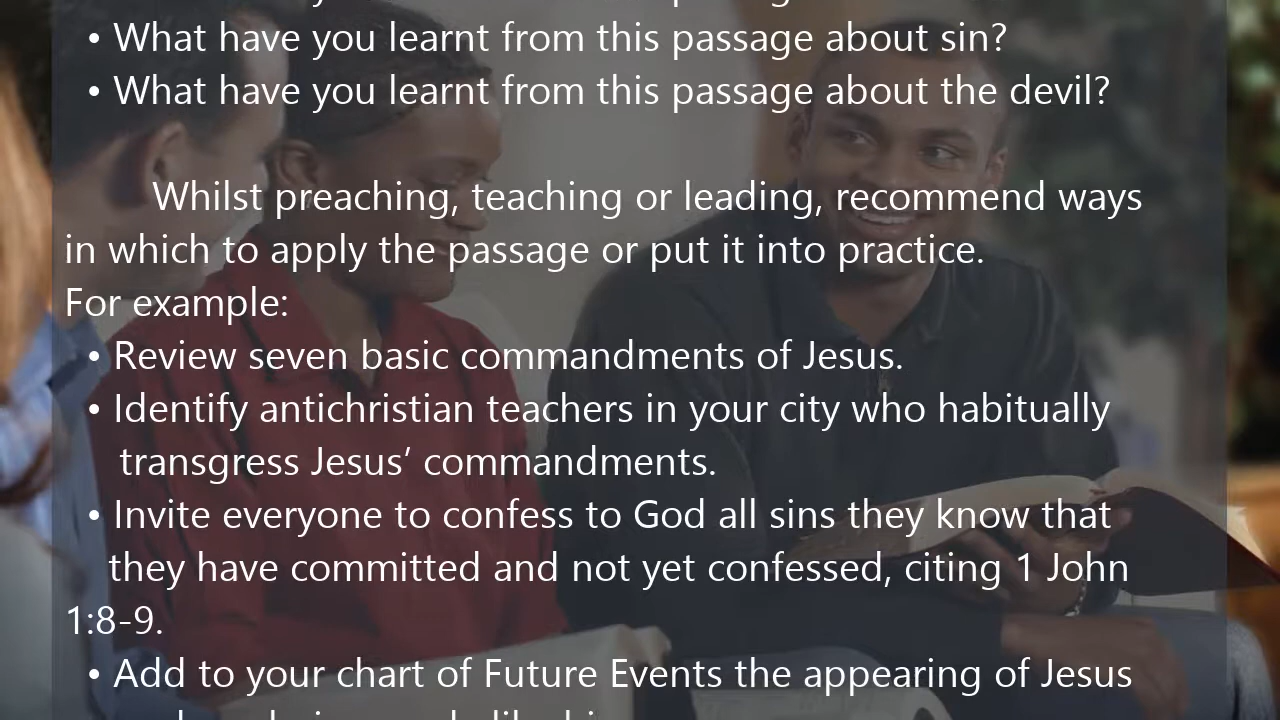 • What have you learnt from this passage about sin?
• What have you learnt from this passage about the devil?
Whilst preaching, teaching or leading, recommend ways
in which to apply the passage or put it into practice.
For example:
• Review seven basic commandments of Jesus.
• Identify antichristian teachers in your city who habitually
transgress Jesus’ commandments.
• Invite everyone to confess to God all sins they know that
they have committed and not yet confessed, citing 1 John
1:8-9.
• Add to your chart of Future Events the appearing of Jesus